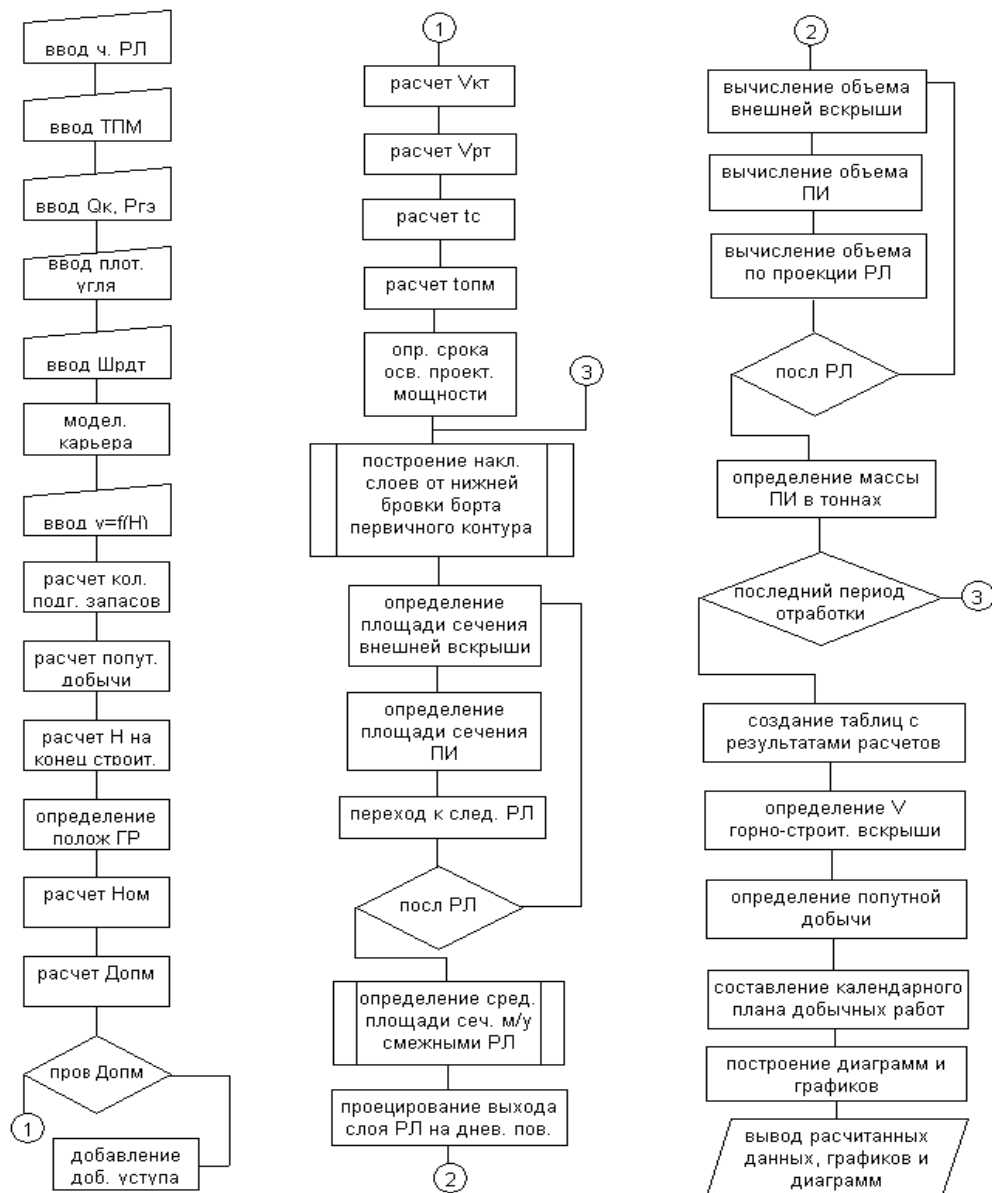 ввод ч. РЛ
ввод ТПМ
ввод Qк, Ргэ
ввод плот.
угля
ввод Шрдт
модел.
карьера
ввод v=f(H)
расчет кол.
подг. запасов
расчет попут.
добычи
расчет Н на
конец строит.
определение
полож ГР
расчет Ном
расчет Допм
пров Допм
1
добавление
доб. уступа
1
расчет Vкт
расчет Vрт
расчет tс
расчет tопм
опр. срока
осв. проект.
мощности
3
построение накл.
слоев от нижней
бровки борта
первичного контура
определение
площади сечения
внешней вскрыши
определение
площади сечения
ПИ
переход к след. РЛ
посл РЛ
определение сред.
площади сеч. м/у
смежными РЛ
проецирование выхода
слоя РЛ на днев. пов.
2
2
вычисление объема
внешней вскрыши
вычисление объема
ПИ
вычисление объема
по проекции РЛ
посл РЛ
определение массы
ПИ в тоннах
последний период
отработки
3
создание таблиц с
результатами расчетов
определение V
горно-строит. вскрыши
определение попутной
добычи
составление календарного
плана добычных работ
построение диаграмм и
графиков
вывод расчитанных
данных, графиков и
диаграмм